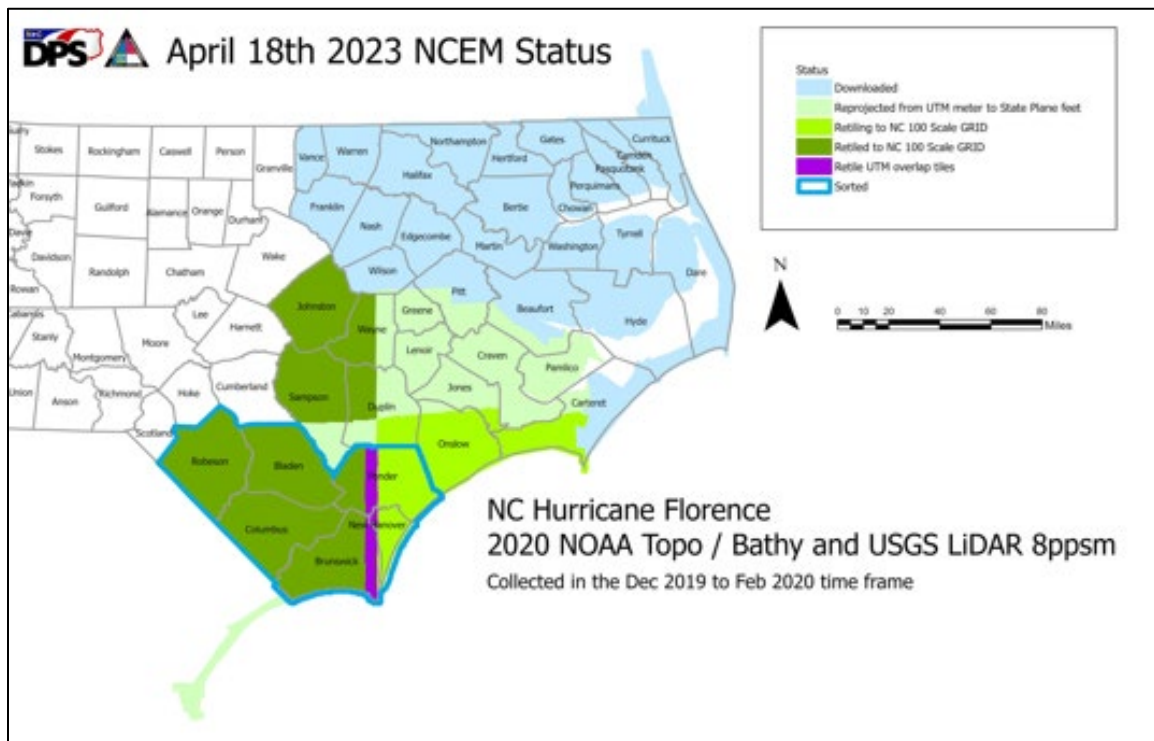 DPS
April 18th 2023 NCEM Status
Status
Downloaded
Reprojected from UTM meter to State Plane feet
Retiling to NC 100 Scale GRID
Retiled to NC 100 Scale GRID
Retile UTM overlap tiles
Sorted
N
0 10 20 40 60 80
Miles
Stokes
Rockingham
Caswell
Person
Granville
Vance
Warren
Northampton
Gates
Currituck
Camden
Pasquotank
Hertford
Halifax
Perquimans
Chowan
Forsyth
Guilford
Alamance
Orange
Durham
Franklin
Nash
Bertie
Edgecombe
Martin
Washington
Tyrrell
Dare
Davidson
Randolph
Chatham
Wake
Wilson
Pitt
Beaufort
Hyde
Rowan
Johnston
Greene
Wayne
Lee
Harnett
Cabarrus
Stanly
Moore
Lenoir
Craven
Pamlico
Montgomery
Cumberland
Sampson
Duplin
Jones
Carteret
Union
Anson
Richmond
Hoke
Scotland
Onslow
Robeson
Bladen
Pender
Columbus
New Hanover
Brunswick
NC Hurricane Florence
2020 NOAA Topo / Bathy and USGS LiDAR 8ppsm
Collected in the Dec 2019 to Feb 2020 time frame